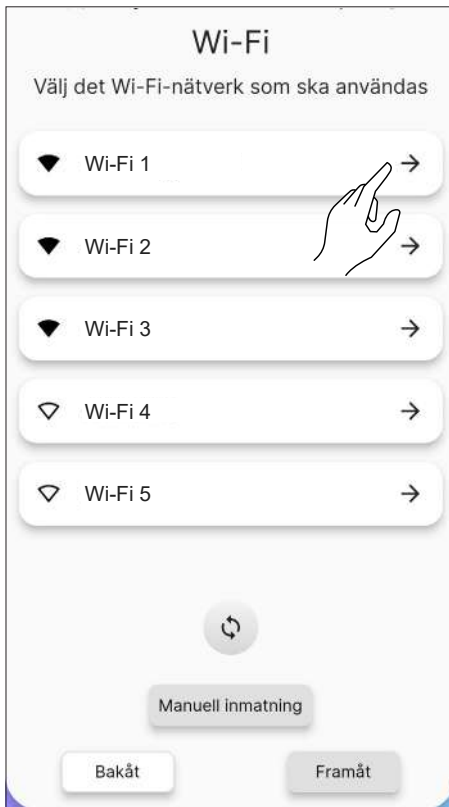 Wi-Fi
Välj det Wi-Fi-nätverk som ska användas
Wi-Fi 1
Wi-Fi 2
Wi-Fi 3
Wi-Fi 4
Wi-Fi 5
Manuell inmatning
Bakåt
Framåt